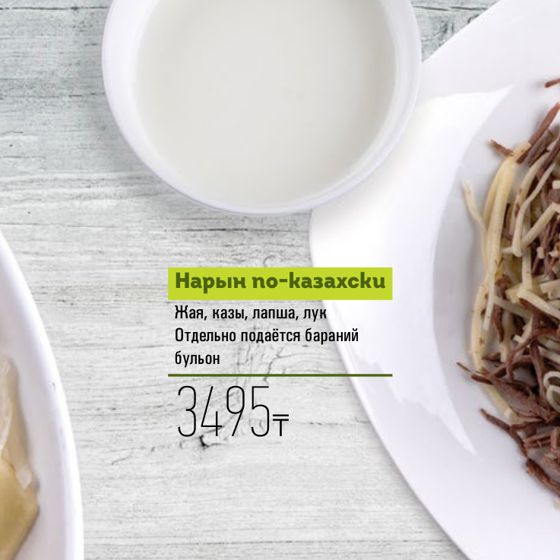 Нарын по-казахски
Жая, казы, лапша, лук
Отдельно подаётся бараний
бульон
3495₸